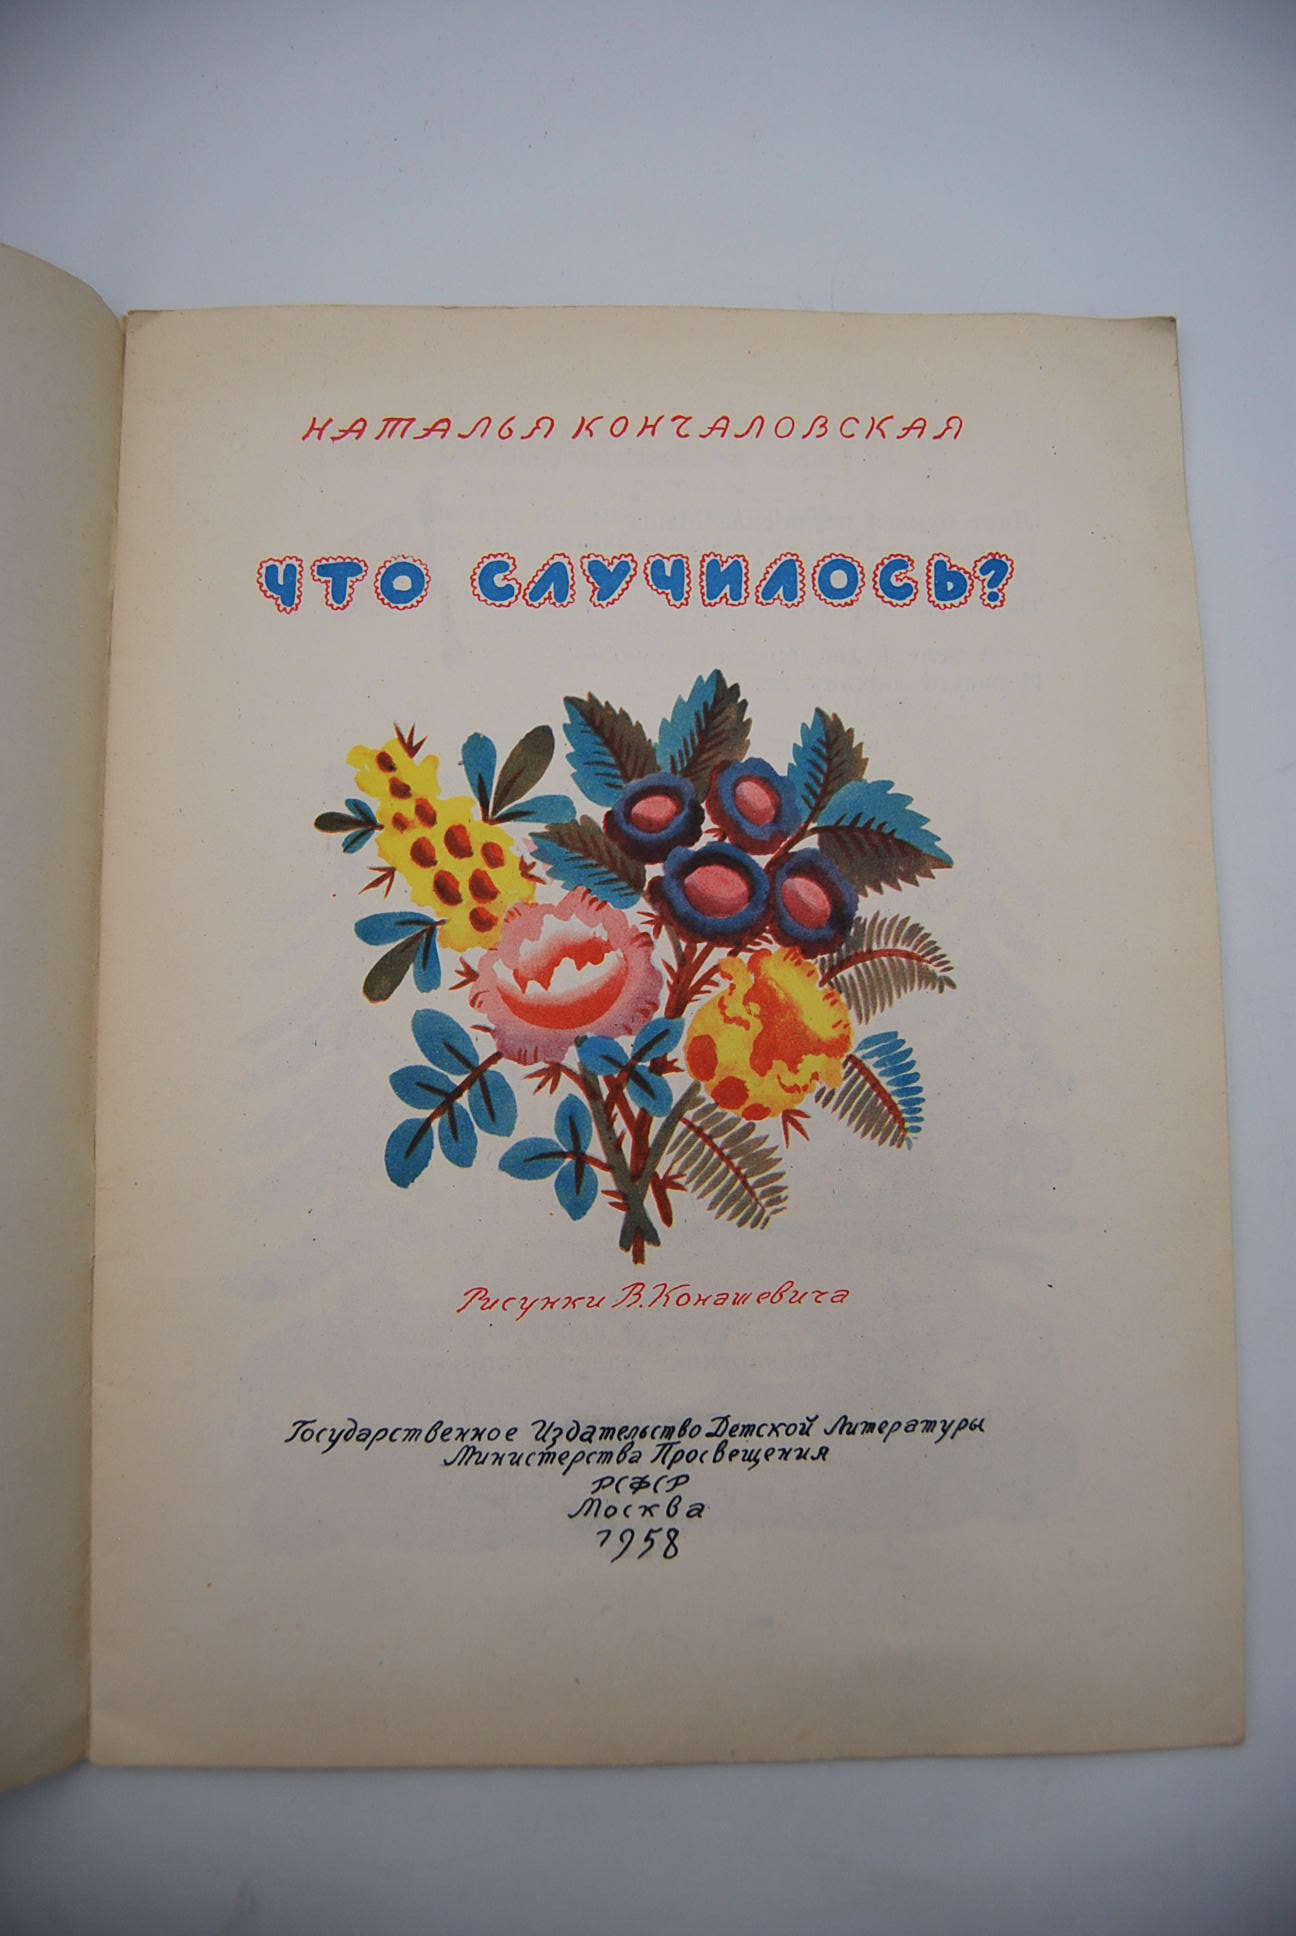 НАТАЛЬЯ КОНЧАЛОВСКАЯ
ЧТО СЛУЧИЛОСЬ?
Рисунки В. Конашевича
Государственное Издательство Детской Литературы
Министерства Просвещения
РСФСР
Москва
1958